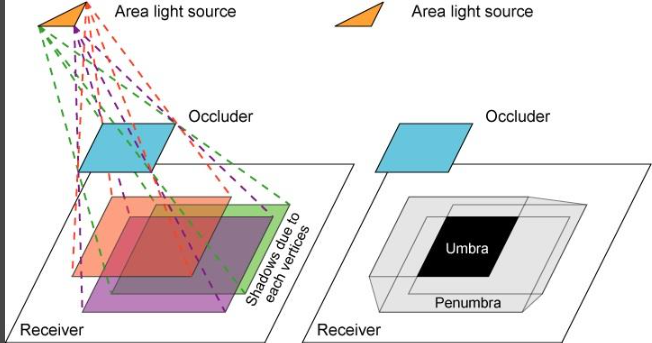 Area light source
Area light source
Occluder
Occluder
Shadows due to
each vertices
Umbra
Penumbra
Receiver
Receiver